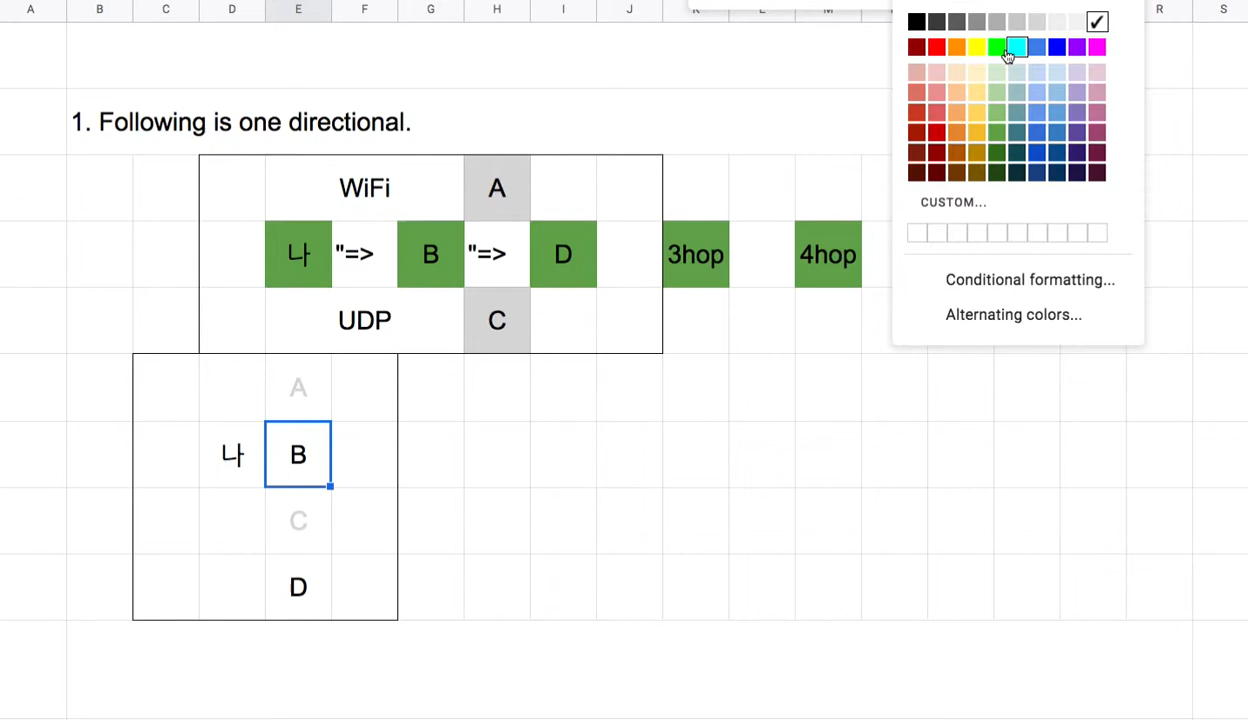 A B C D E F G H I J K L M R S
1. Following is one directional.
WiFi A
나 "=> B "=> D 3hop 4hop
UDP C
A
나 B
C
D
CUSTOM...
Conditional formatting...
Alternating colors...